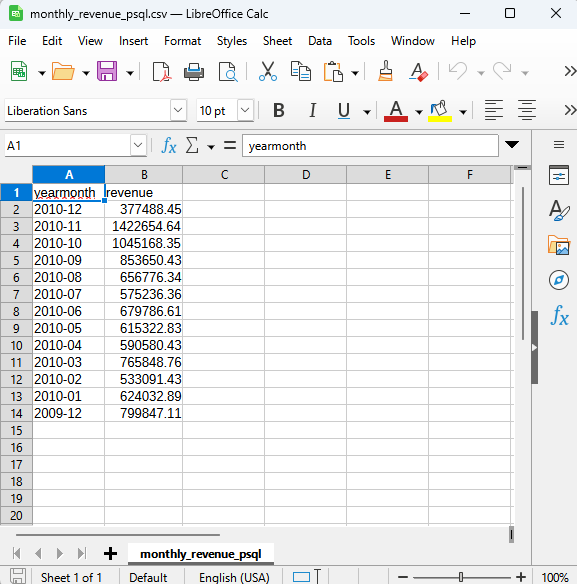 monthly_revenue_psql.csv — LibreOffice Calc
File Edit View Insert Format Styles Sheet Data Tools Window Help
Liberation Sans 10 pt B I U A
A1 fx Σ = yearmonth
A B C D E F
1 yearmonth revenue
2 2010-12 377488.45
3 2010-11 1422654.64
4 2010-10 1045168.35
5 2010-09 853650.43
6 2010-08 656776.34
7 2010-07 575236.36
8 2010-06 679786.61
9 2010-05 615322.83
10 2010-04 590580.43
11 2010-03 765848.76
12 2010-02 533091.43
13 2010-01 624032.89
14 2009-12 799847.11
15
16
17
18
19
20
monthly_revenue_psql
Sheet 1 of 1 Default English (USA) 100%